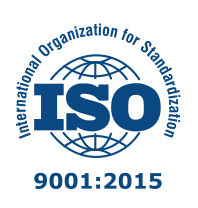 International Organization for Standardization
ISO
9001:2015